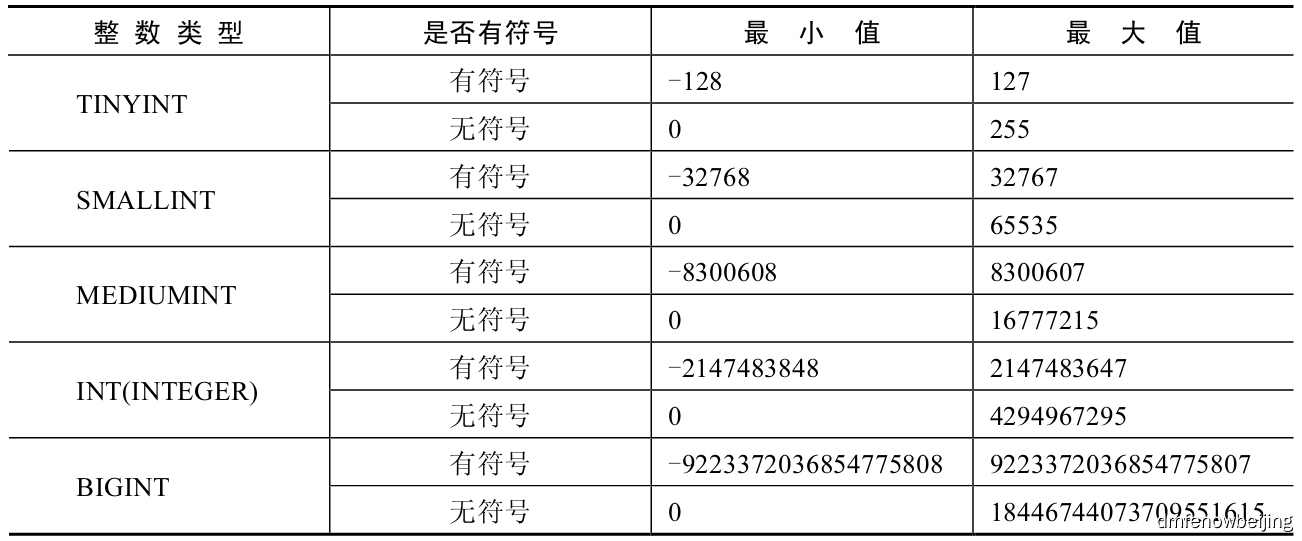 整数类型 是否有符号 最小值 最大值
TINYINT 有符号 -128 127
无符号 0 255
SMALLINT 有符号 -32768 32767
无符号 0 65535
MEDIUMINT 有符号 -8300608 8300607
无符号 0 16777215
INT(INTEGER) 有符号 -2147483848 2147483647
无符号 0 4294967295
BIGINT 有符号 -9223372036854775808 9223372036854775807
无符号 0 18446744073709551615
dmfenowbeijing